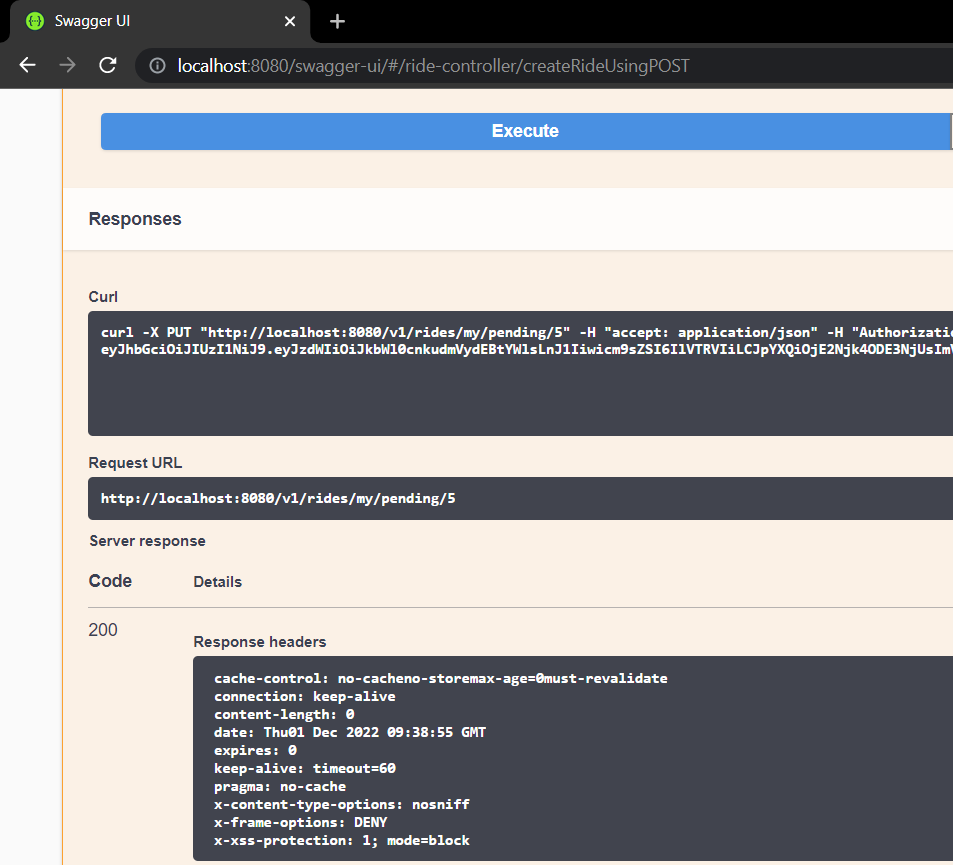 Swagger UI
localhost:8080/swagger-ui/#/ride-controller/createRideUsingPOST
Execute
Responses
Curl
curl -X PUT "http://localhost:8080/v1/rides/my/pending/5" -H "accept: application/json" -H "Authorizatio
eyJhbGciOiJIUzI1NiJ9.eyJzdWIiOiJkbWl0cnkudmVydEBtYWlsLnJ1Iiwicm9sZSI6IlVTRVIiLCJpYXQiOjE2Njk4ODE3NjUsImV
Request URL
http://localhost:8080/v1/rides/my/pending/5
Server response
Code Details
200
Response headers
cache-control: no-cacheno-storemax-age=0must-revalidate
connection: keep-alive
content-length: 0
date: Thu01 Dec 2022 09:38:55 GMT
expires: 0
keep-alive: timeout=60
pragma: no-cache
x-content-type-options: nosniff
x-frame-options: DENY
x-xss-protection: 1; mode=block